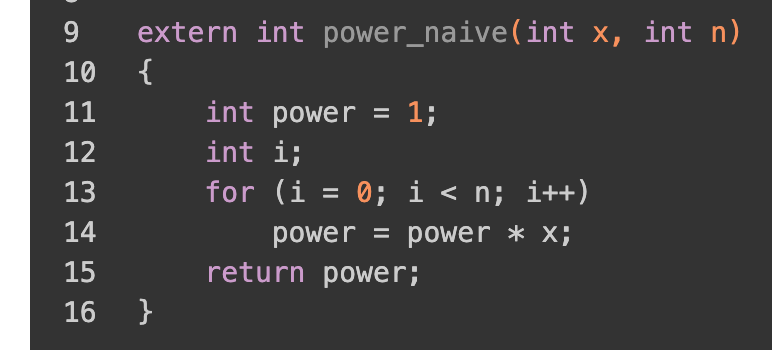 9 extern int power_naive(int x, int n)
10 {
11 int power = 1;
12 int i;
13 for (i = 0; i < n; i++)
14 power = power * x;
15 return power;
16 }